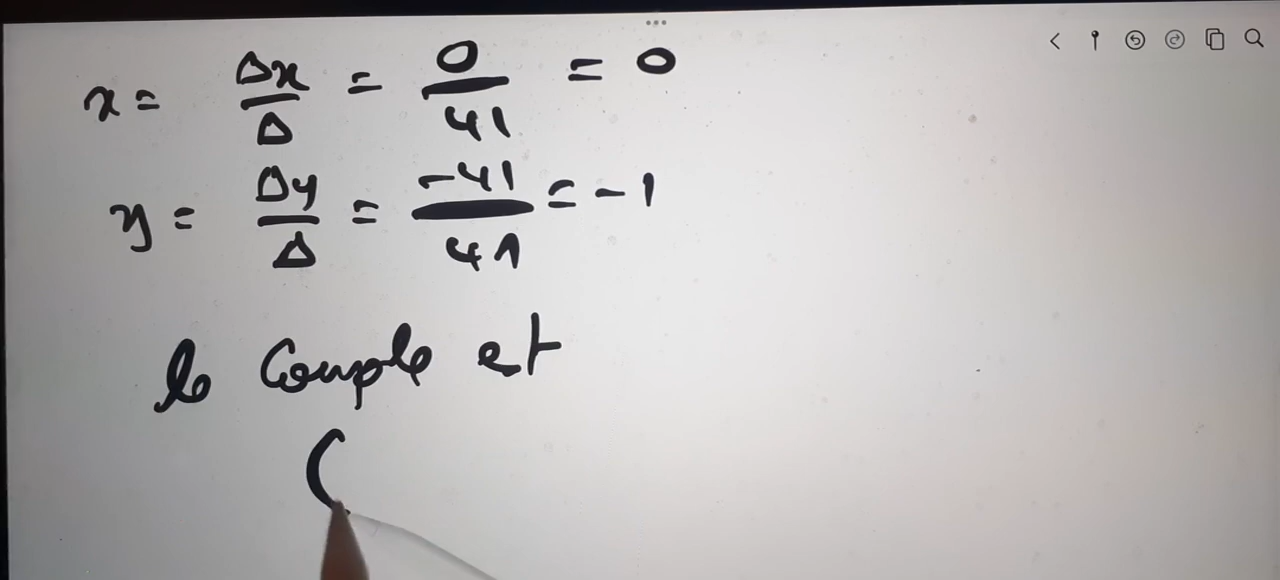 x = Δx/Δ = 0/41 = 0
y = Δy/Δ = -41/41 = -1
le Couple et
(